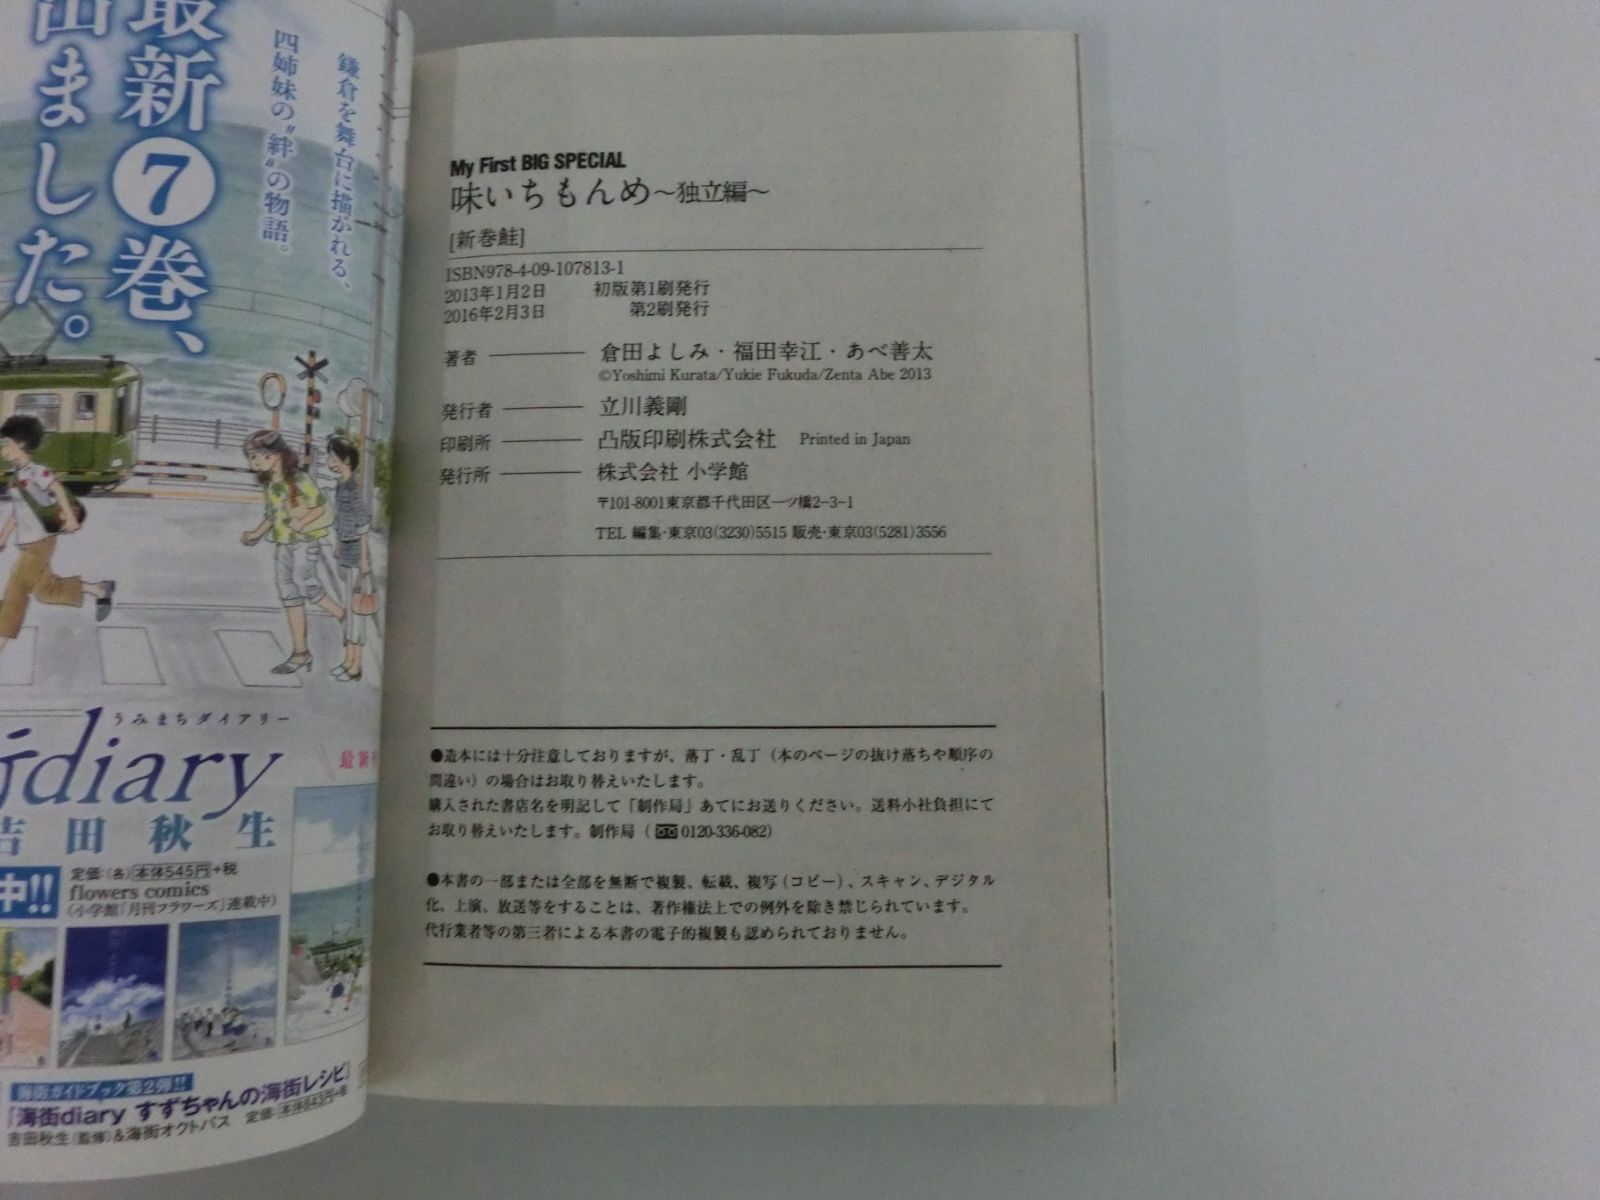 最新7巻、
出ました。
鎌倉を舞台に描かれる、
四姉妹の〝絆〟の物語。
うみまちダイアリー
diary
吉田秋生
中!!
定価:(各)本体545円+税
flowers comics
(小学館「月刊フラワーズ」連載中)
海街ガイドブック第2弾!!
「海街diary すずちゃんの海街レシピ」
吉田秋生(監修)&海街オクトパス 定価:本体843円+税
My First BIG SPECIAL
味いちもんめ～独立編～
[新巻鮭]
ISBN978-4-09-107813-1
2013年1月2日 初版第1刷発行
2016年2月3日 第2刷発行
著者 倉田よしみ・福田幸江・あべ善太
©Yoshimi Kurata/Yukie Fukuda/Zenta Abe 2013
発行者 立川義剛
印刷所 凸版印刷株式会社 Printed in Japan
発行所 株式会社 小学館
〒101-8001東京都千代田区一ツ橋2-3-1
TEL 編集・東京03(3230)5515 販売・東京03(5281)3556
●造本には十分注意しておりますが、落丁・乱丁(本のページの抜け落ちや順序の
間違い)の場合はお取り替えいたします。
購入された書店名を明記して「制作局」あてにお送りください。送料小社負担にて
お取り替えいたします。制作局(0120-336-082)
●本書の一部または全部を無断で複製、転載、複写(コピー)、スキャン、デジタル
化、上演、放送等をすることは、著作権法上での例外を除き禁じられています。
代行業者等の第三者による本書の電子的複製も認められておりません。